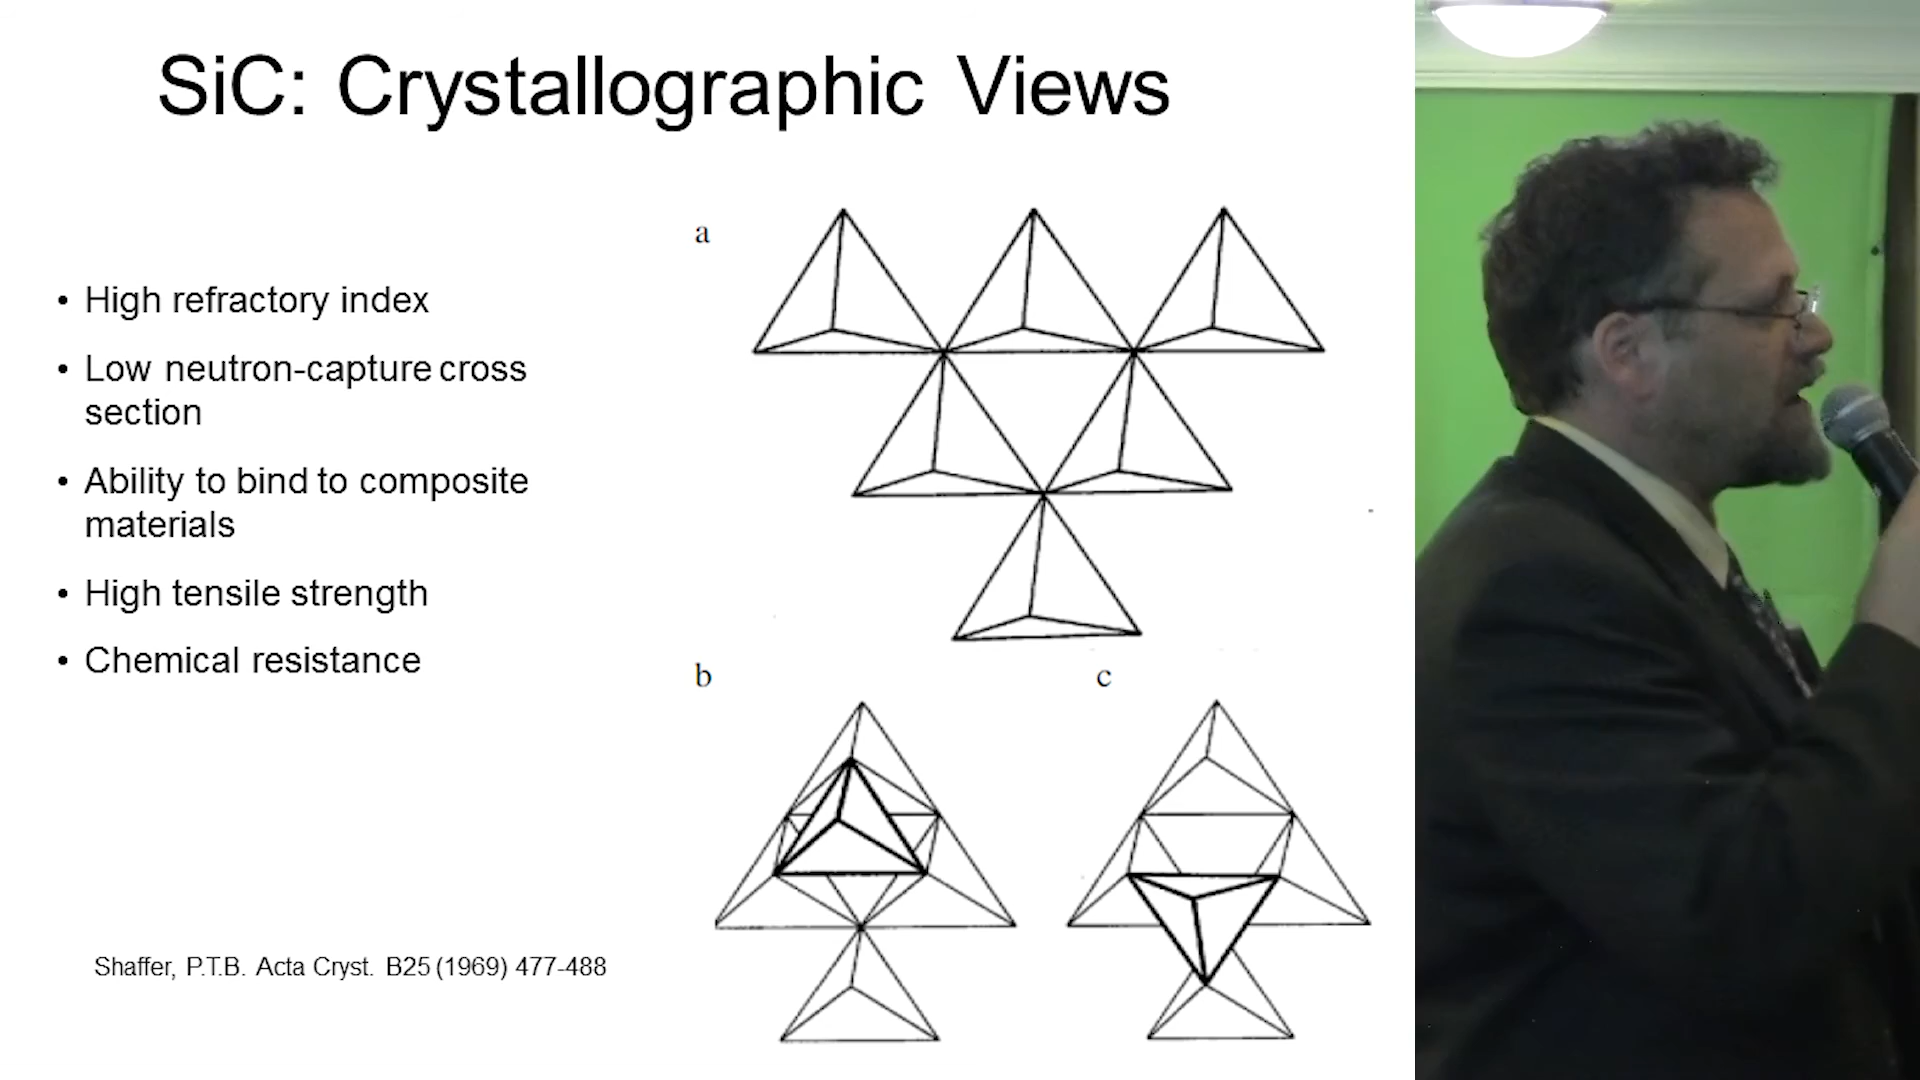 SiC: Crystallographic Views
• High refractory index
• Low neutron-capture cross
section
• Ability to bind to composite
materials
• High tensile strength
• Chemical resistance
a
b
c
Shaffer, P.T.B. Acta Cryst. B25 (1969) 477-488